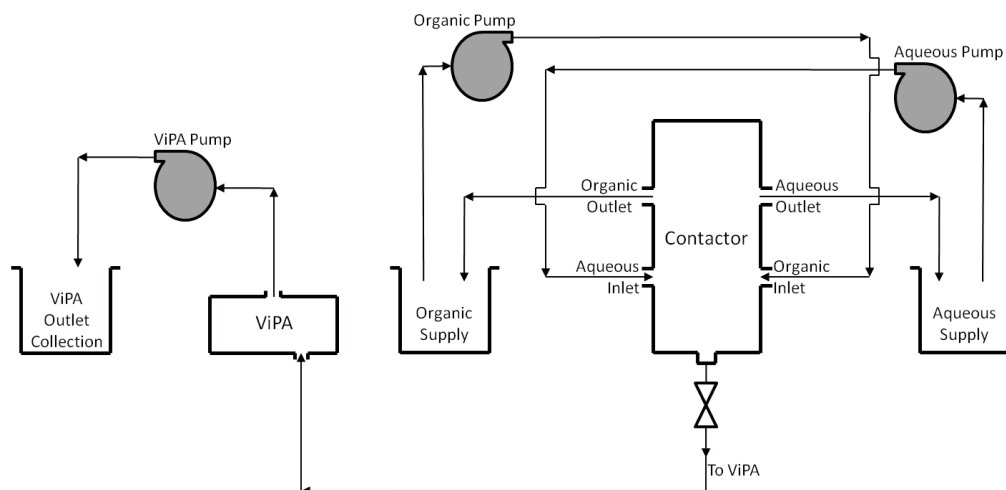 Organic Pump
Aqueous Pump
ViPA Pump
Organic
Outlet
Aqueous
Outlet
Contactor
Aqueous
Inlet
Organic
Inlet
ViPA
Outlet
Collection
ViPA
Organic
Supply
Aqueous
Supply
To ViPA